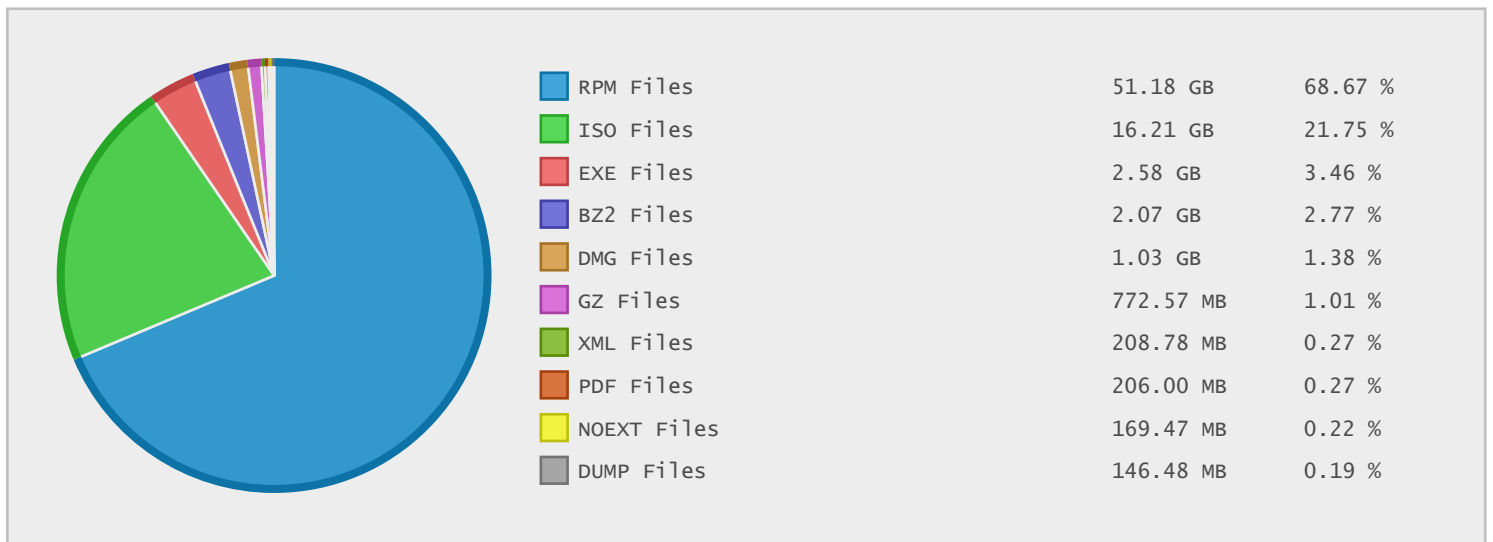 RPM Files 51.18 GB 68.67 %
ISO Files 16.21 GB 21.75 %
EXE Files 2.58 GB 3.46 %
BZ2 Files 2.07 GB 2.77 %
DMG Files 1.03 GB 1.38 %
GZ Files 772.57 MB 1.01 %
XML Files 208.78 MB 0.27 %
PDF Files 206.00 MB 0.27 %
NOEXT Files 169.47 MB 0.22 %
DUMP Files 146.48 MB 0.19 %